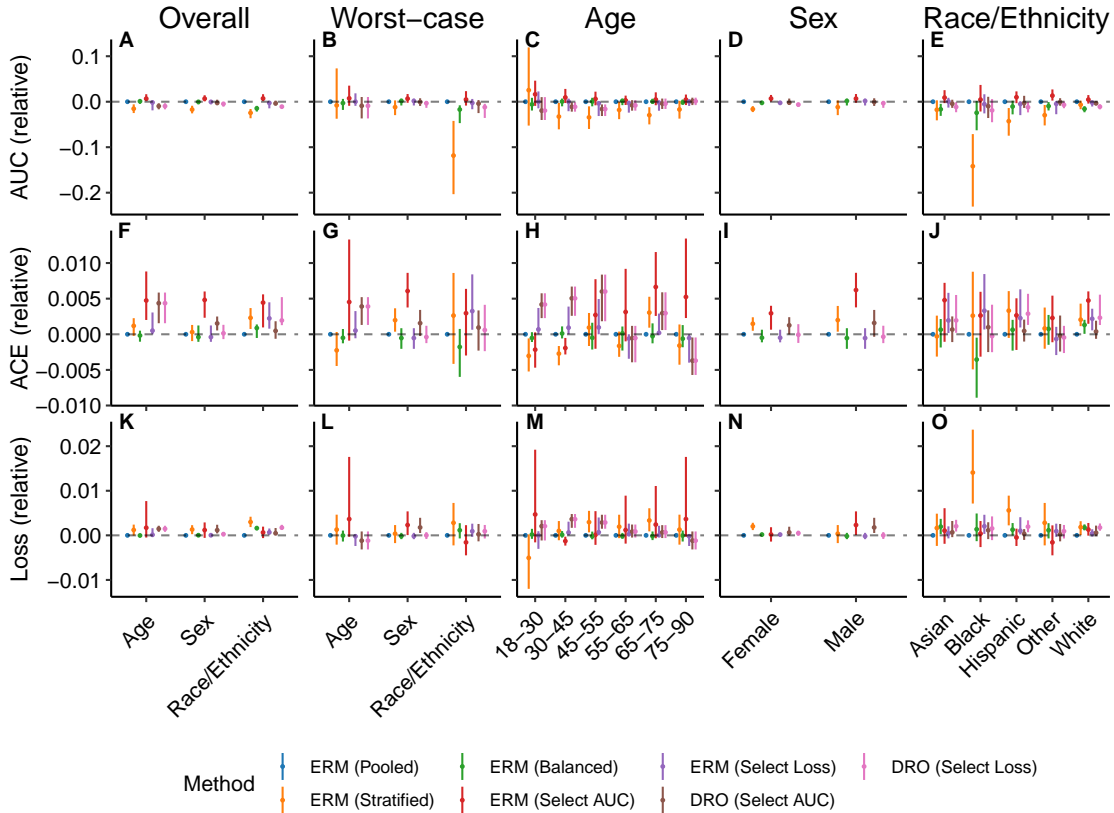 Overall Worst−case Age Sex Race/Ethnicity
A B C D E
0.1
0.0
−0.1
−0.2
AUC (relative)
F G H I J
0.010
0.005
0.000
−0.005
−0.010
ACE (relative)
K L M N O
0.02
0.01
0.00
−0.01
Loss (relative)
Age Sex Race/Ethnicity Age Sex Race/Ethnicity 18−30 30−45 45−55 55−65 65−75 75−90 Female Male Asian Black Hispanic Other White
Method
ERM (Pooled) ERM (Balanced) ERM (Select Loss) DRO (Select Loss)
ERM (Stratified) ERM (Select AUC) DRO (Select AUC)